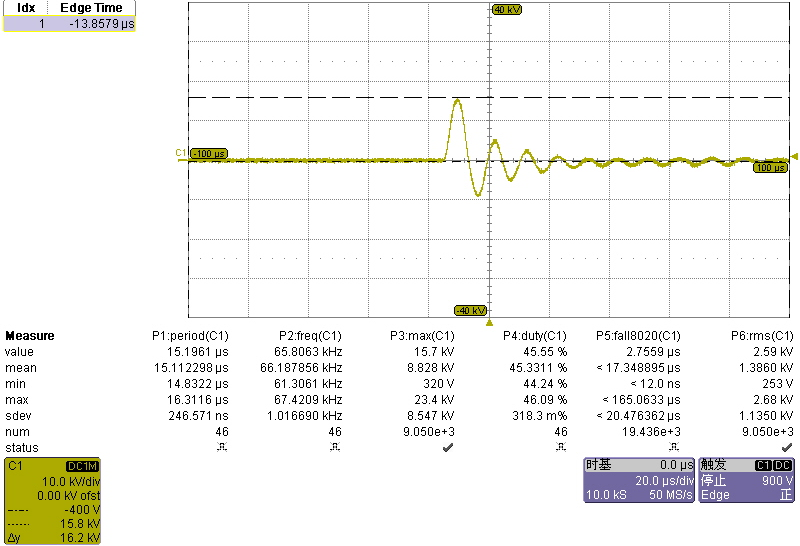 Idx Edge Time
1 -13.8579 µs
40 kV
C1 -100 µs
100 µs
-40 kV
Measure P1:period(C1) P2:freq(C1) P3:max(C1) P4:duty(C1) P5:fall8020(C1) P6:rms(C1)
value 15.1961 µs 65.8063 kHz 15.7 kV 45.55 % 2.7559 µs 2.59 kV
mean 15.112298 µs 66.187856 kHz 8.828 kV 45.3311 % < 17.348895 µs 1.3860 kV
min 14.8322 µs 61.3061 kHz 320 V 44.24 % < 12.0 ns 253 V
max 16.3116 µs 67.4209 kHz 23.4 kV 46.09 % < 165.0633 µs 2.68 kV
sdev 246.571 ns 1.016690 kHz 8.547 kV 318.3 m% < 20.476362 µs 1.1350 kV
num 46 46 9.050e+3 46 19.436e+3 9.050e+3
status
C1 DC1M
10.0 kV/div
0.00 kV ofst
-400 V
15.8 kV
Δy 16.2 kV
时基 0.0 µs
20.0 µs/div
10.0 kS 50 MS/s
触发 C1 DC
停止 900 V
Edge 正